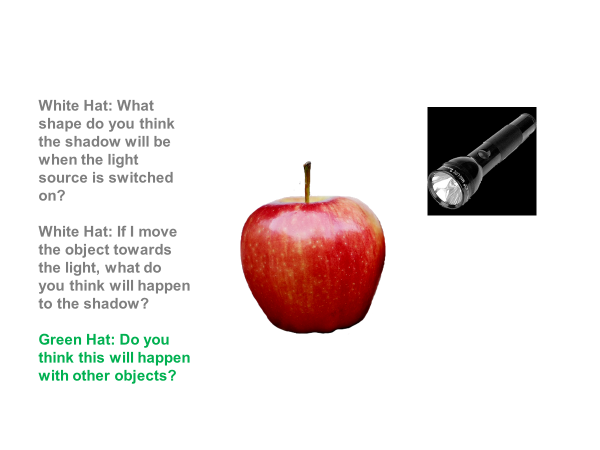 White Hat: What
shape do you think
the shadow will be
when the light
source is switched
on?
White Hat: If I move
the object towards
the light, what do
you think will happen
to the shadow?
Green Hat: Do you
think this will happen
with other objects?